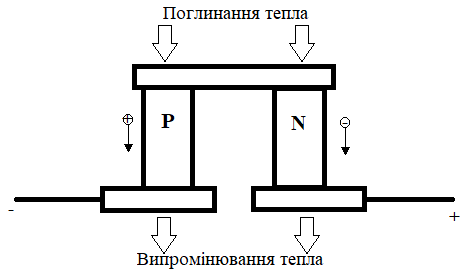 Поглинання тепла
+ P N -
- +
Випромінювання тепла